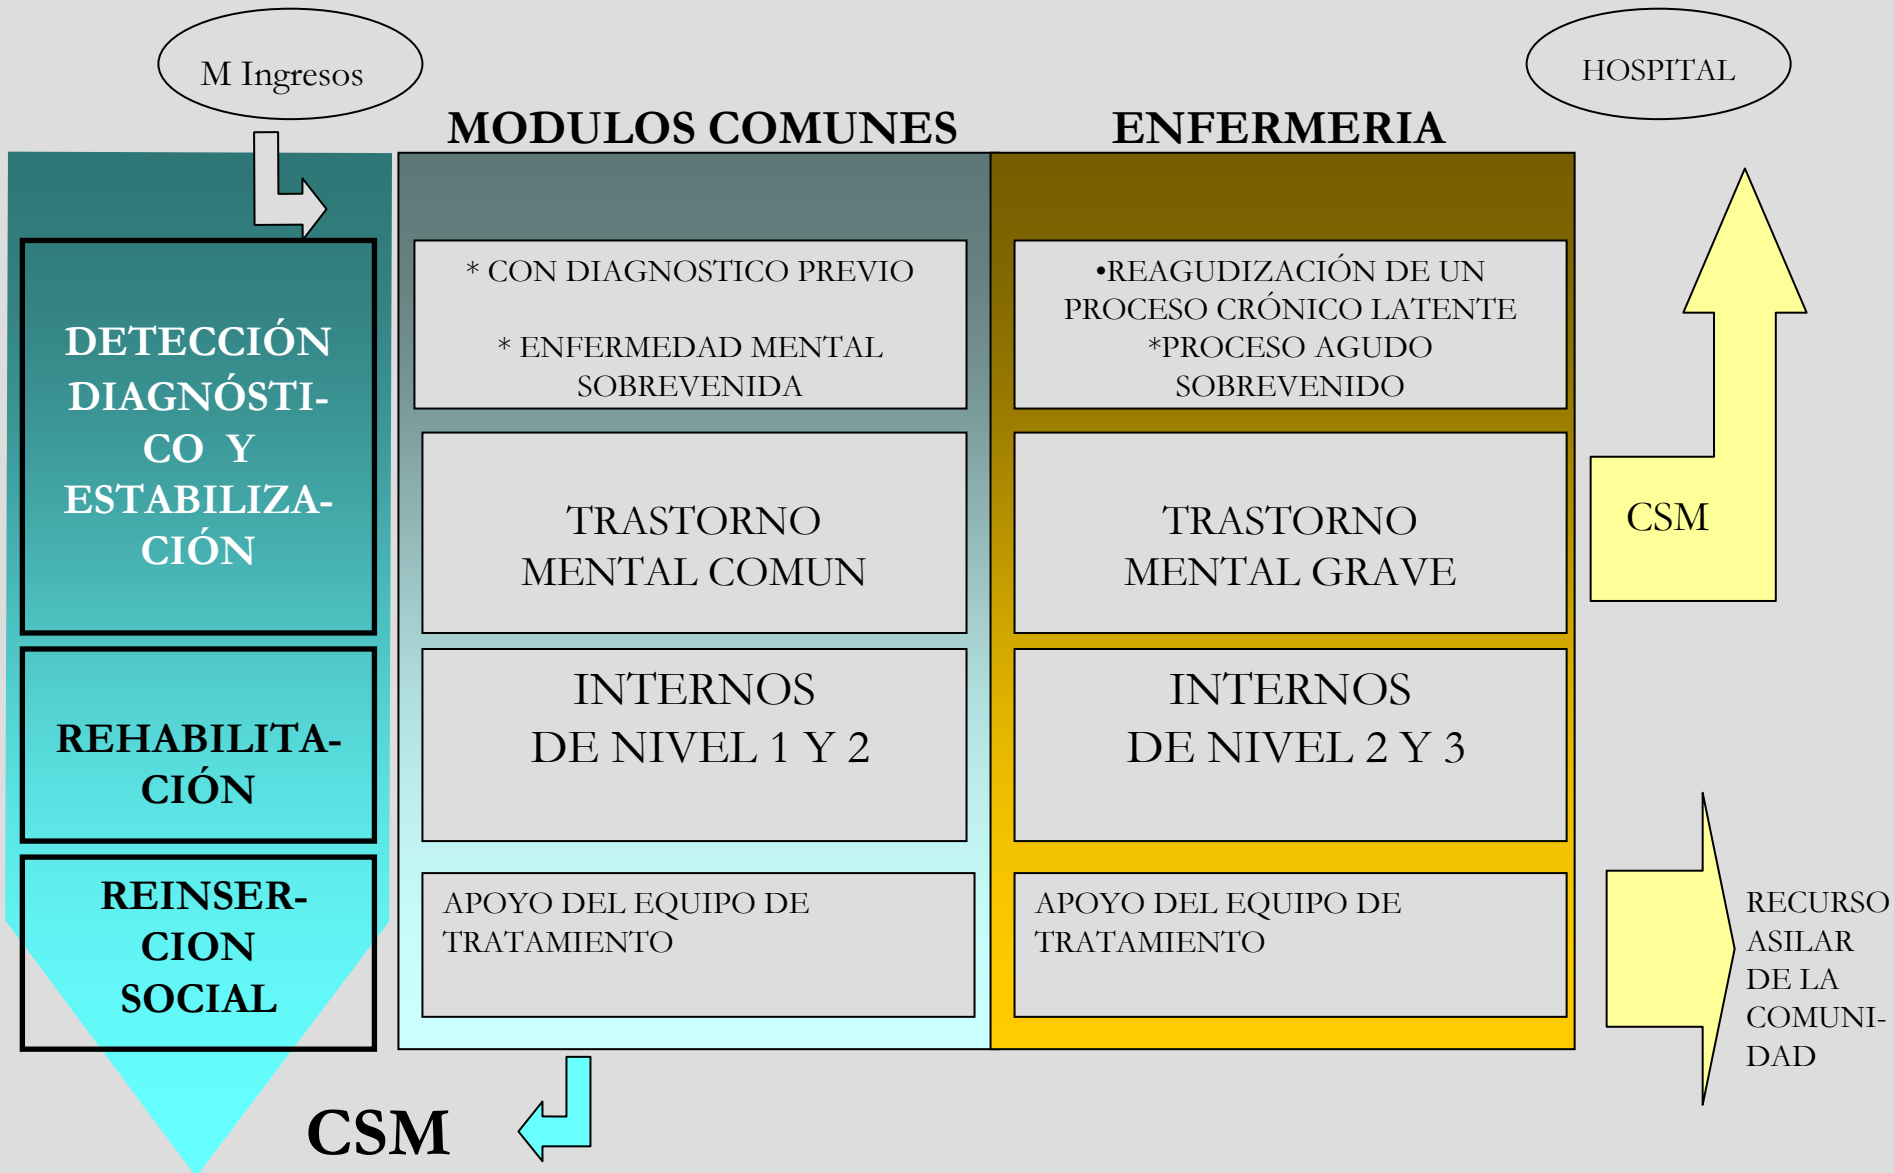 M Ingresos
HOSPITAL
MODULOS COMUNES
ENFERMERIA
DETECCIÓN
DIAGNÓSTI-
CO Y
ESTABILIZA-
CIÓN
* CON DIAGNOSTICO PREVIO
* ENFERMEDAD MENTAL
SOBREVENIDA
•REAGUDIZACIÓN DE UN
PROCESO CRÓNICO LATENTE
*PROCESO AGUDO
SOBREVENIDO
TRASTORNO
MENTAL COMUN
TRASTORNO
MENTAL GRAVE
CSM
REHABILITA-
CIÓN
INTERNOS
DE NIVEL 1 Y 2
INTERNOS
DE NIVEL 2 Y 3
REINSER-
CION
SOCIAL
APOYO DEL EQUIPO DE
TRATAMIENTO
APOYO DEL EQUIPO DE
TRATAMIENTO
RECURSO
ASILAR
DE LA
COMUNI-
DAD
CSM